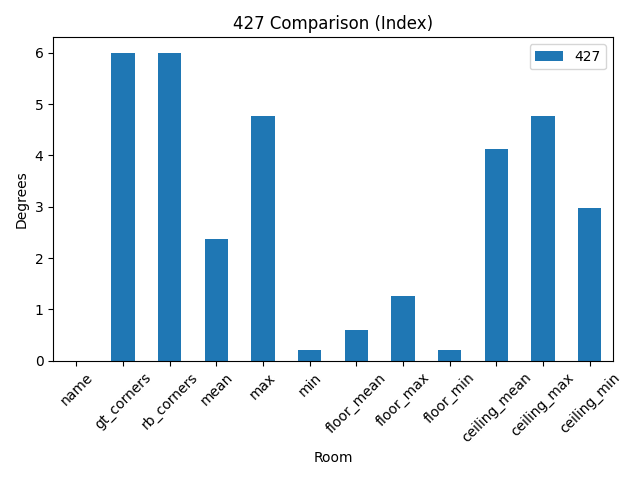 427 Comparison (Index)
427
Degrees
6
5
4
3
2
1
0
name
gt_corners
rb_corners
mean
max
min
floor_mean
floor_max
floor_min
ceiling_mean
ceiling_max
ceiling_min
Room